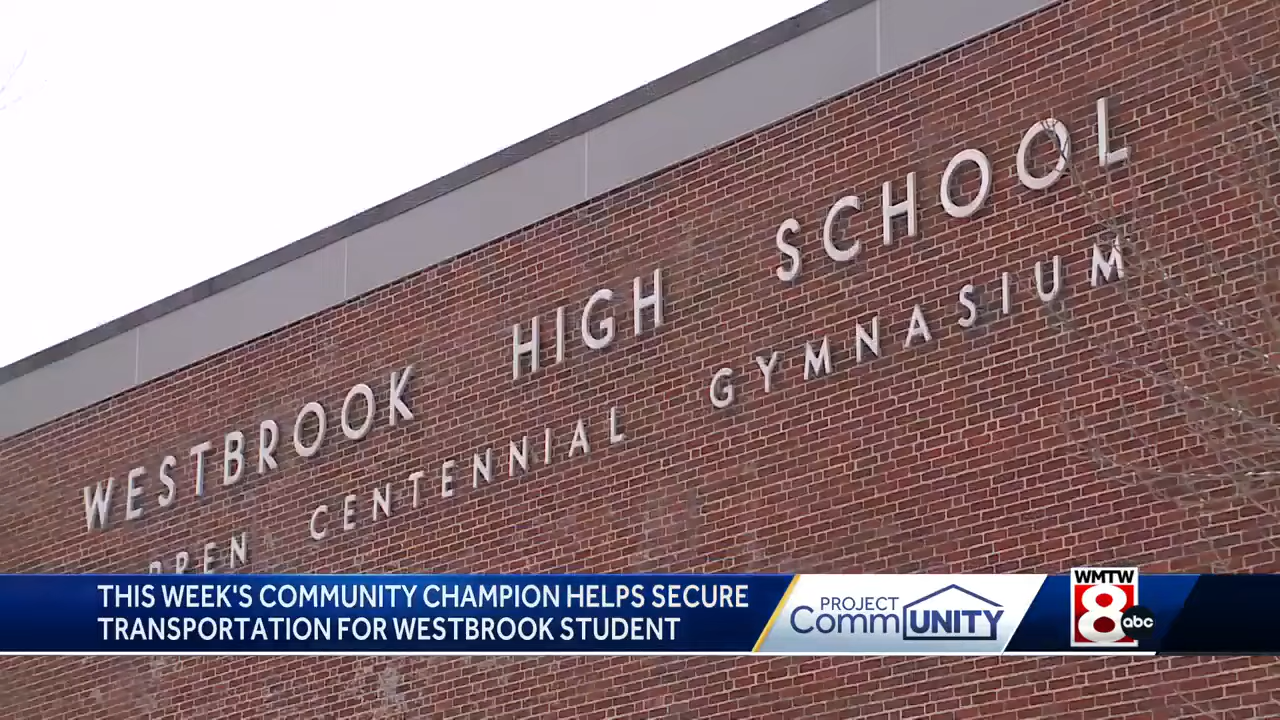 WESTBROOK HIGH SCHOOL
CENTENNIAL GYMNASIUM
THIS WEEK'S COMMUNITY CHAMPION HELPS SECURE
TRANSPORTATION FOR WESTBROOK STUDENT
PROJECT
CommUNITY
WMTW
8
abc